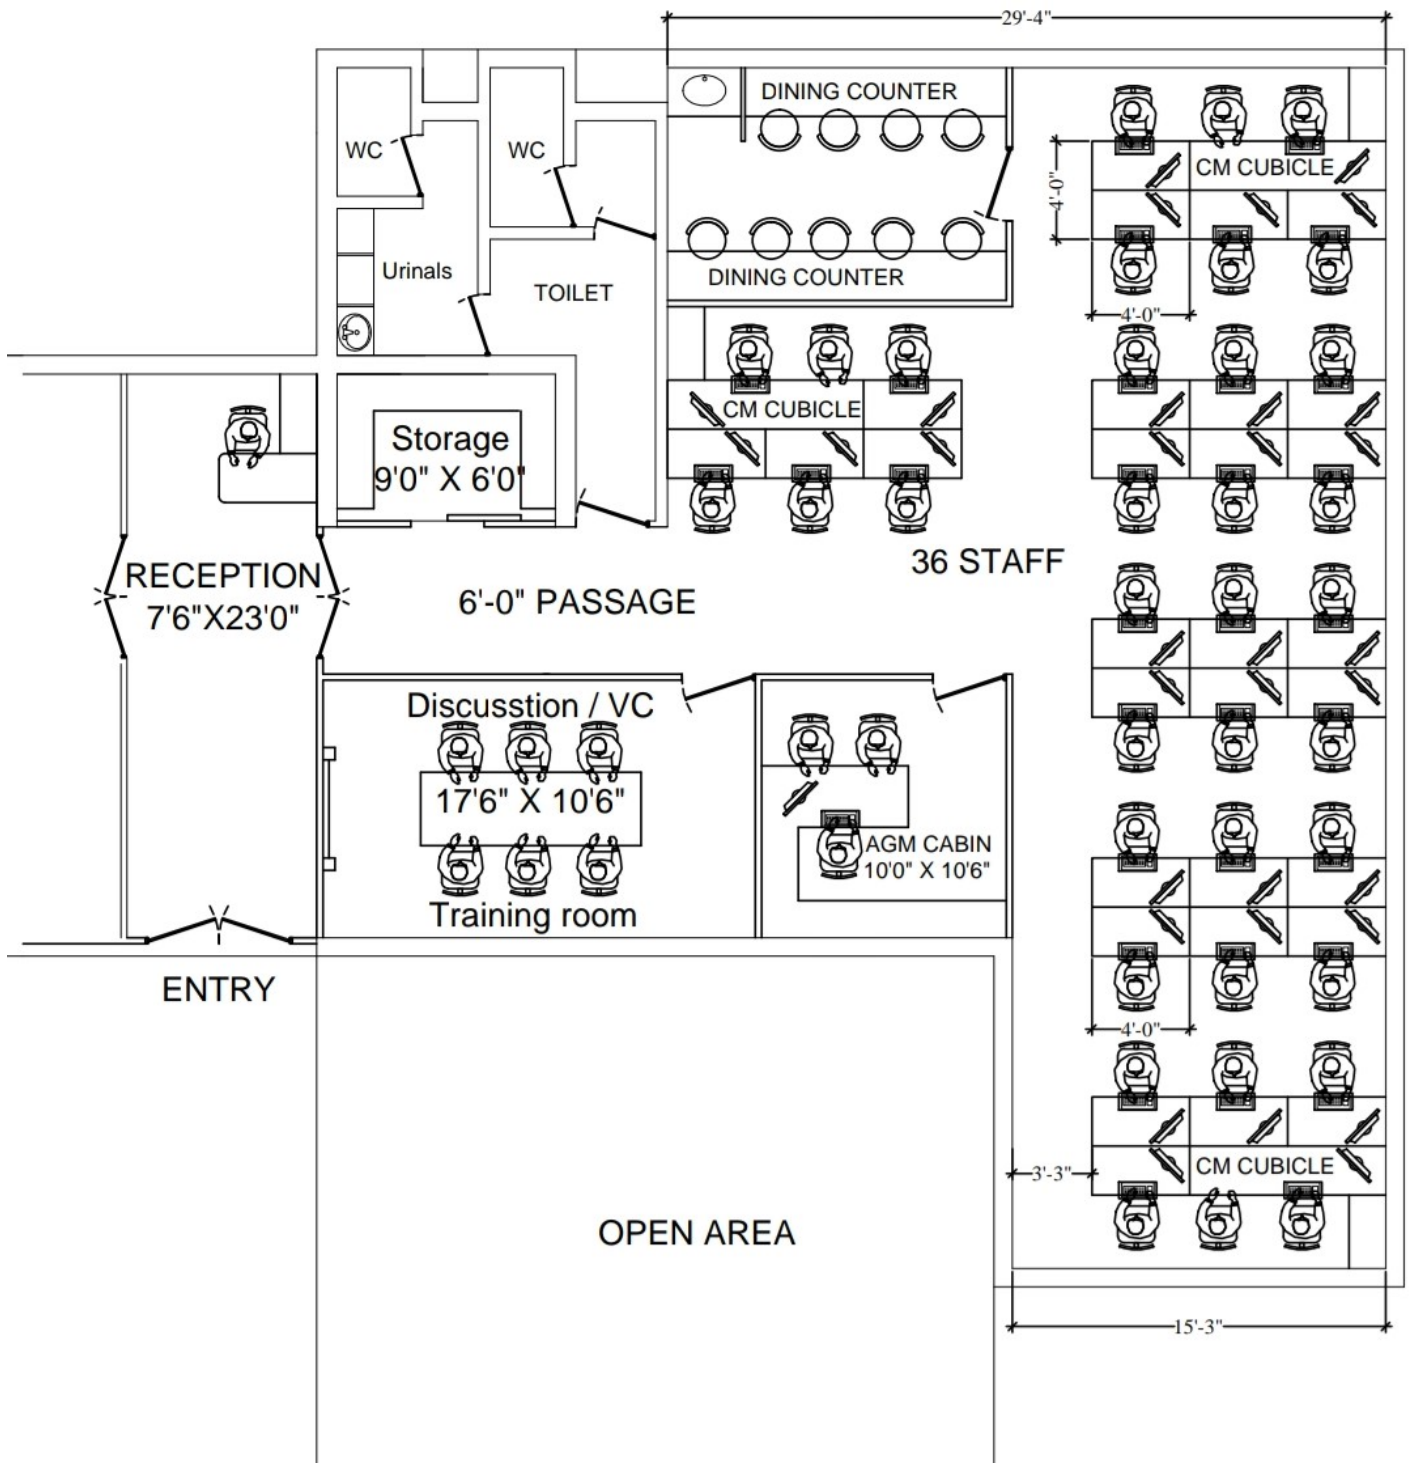 29'-4"
DINING COUNTER
WC
WC
CM CUBICLE
4'-0"
Urinals
TOILET
DINING COUNTER
4'-0"
CM CUBICLE
Storage
9'0" X 6'0"
36 STAFF
RECEPTION
7'6"X23'0"
6'-0" PASSAGE
Discusstion / VC
17'6" X 10'6"
Training room
AGM CABIN
10'0" X 10'6"
ENTRY
4'-0"
3'-3"
CM CUBICLE
OPEN AREA
15'-3"